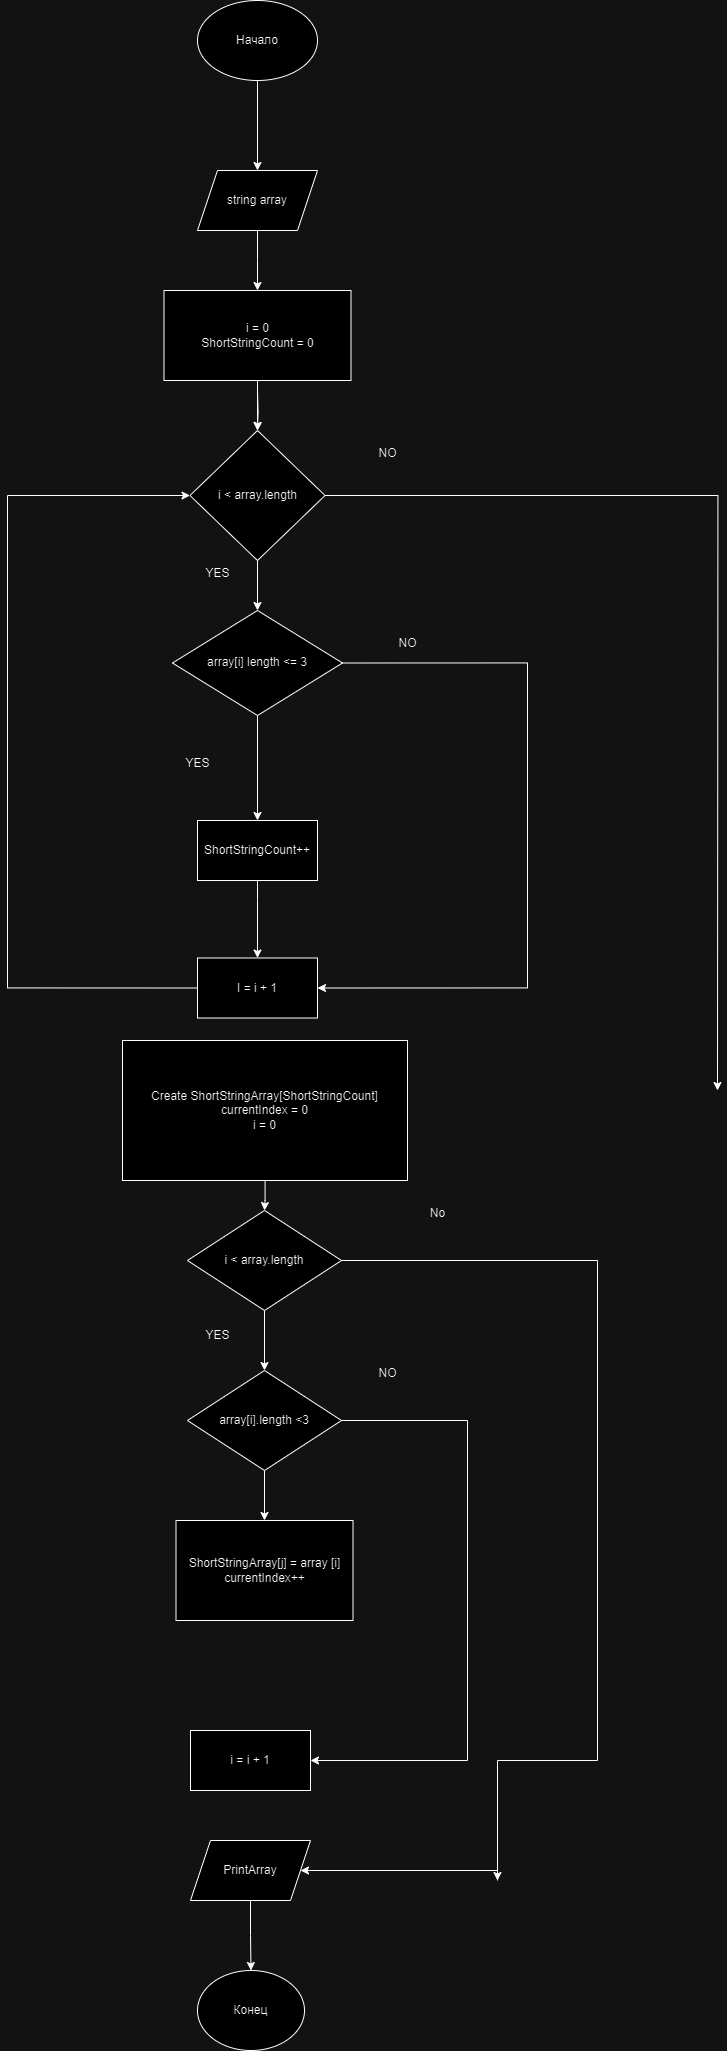 Начало
string array
i = 0
ShortStringCount = 0
NO
i < array.length
YES
NO
array[i] length <= 3
YES
ShortStringCount++
I = i + 1
Create ShortStringArray[ShortStringCount]
currentIndex = 0
i = 0
No
i < array.length
YES
NO
array[i].length <3
ShortStringArray[j] = array [i]
currentIndex++
i = i + 1
PrintArray
Конец